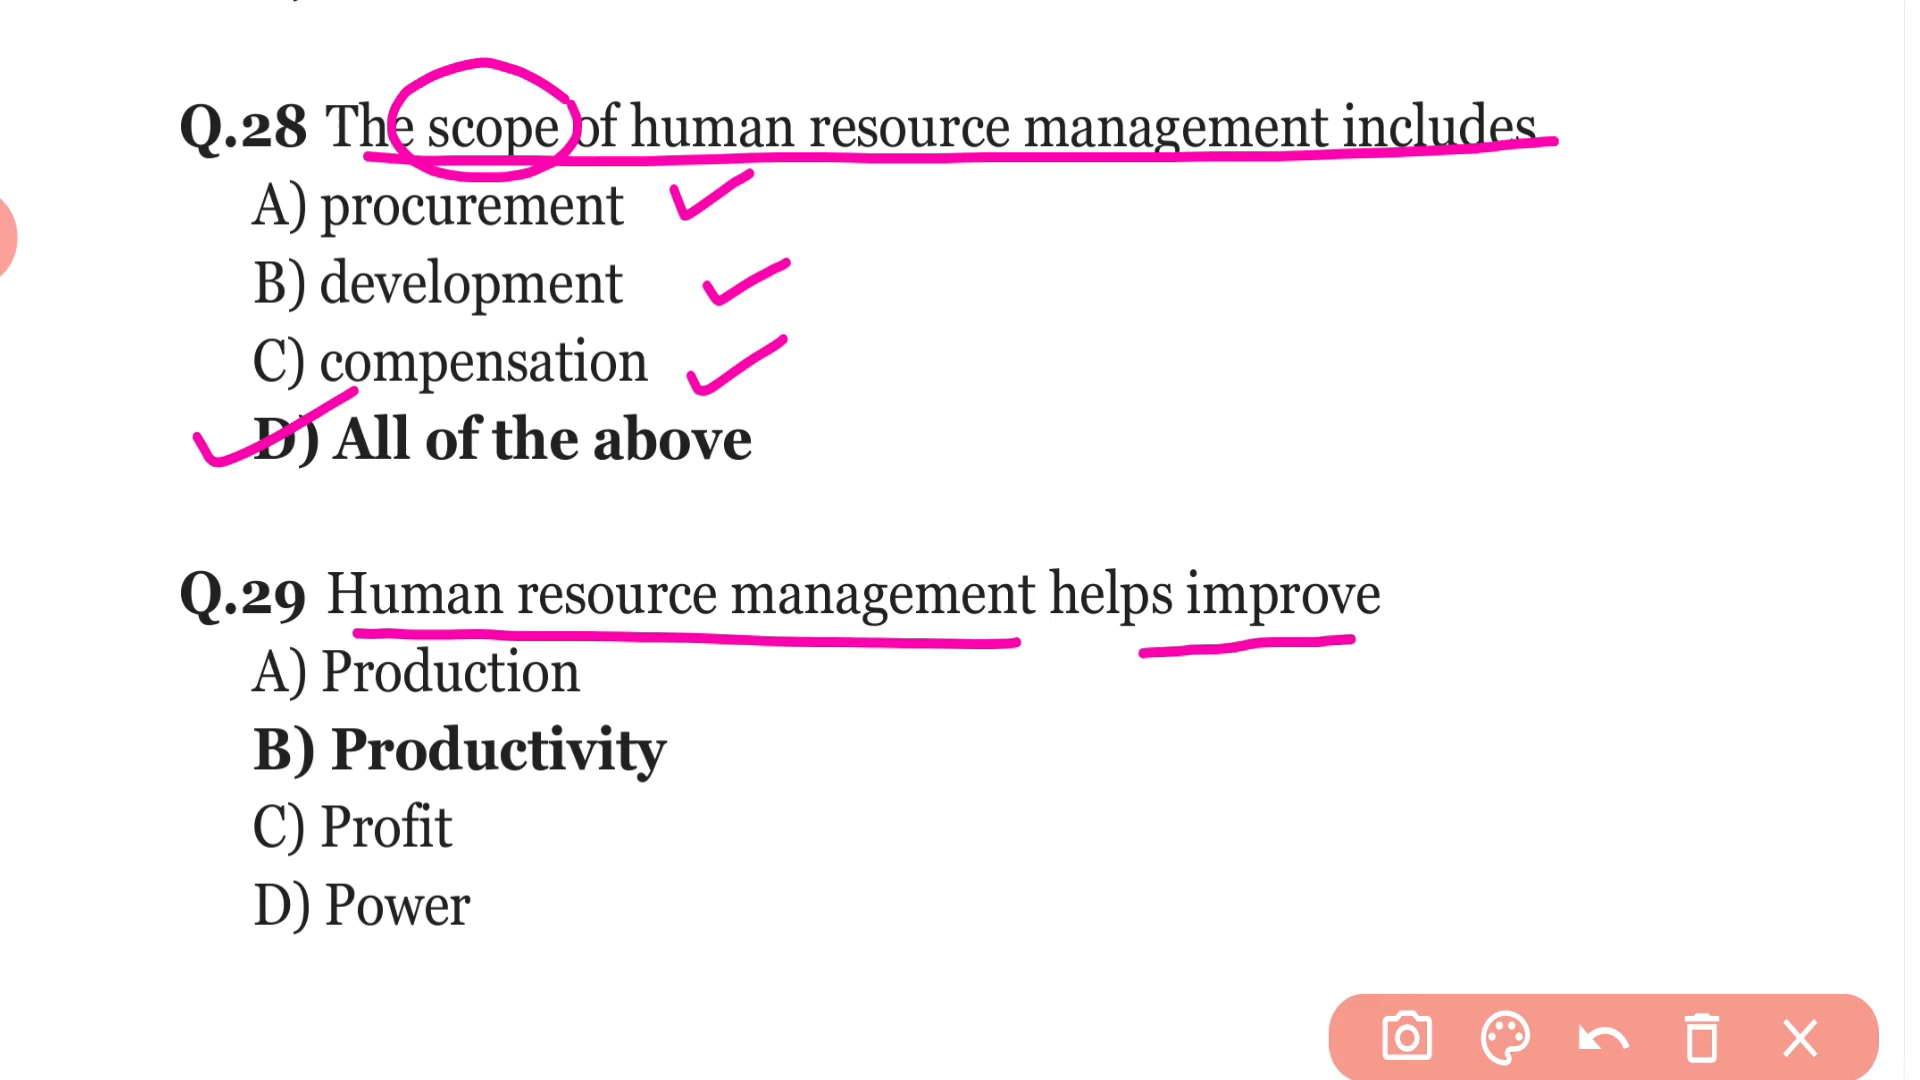 Q.28 The scope of human resource management includes
A) procurement
B) development
C) compensation
D) All of the above
Q.29 Human resource management helps improve
A) Production
B) Productivity
C) Profit
D) Power